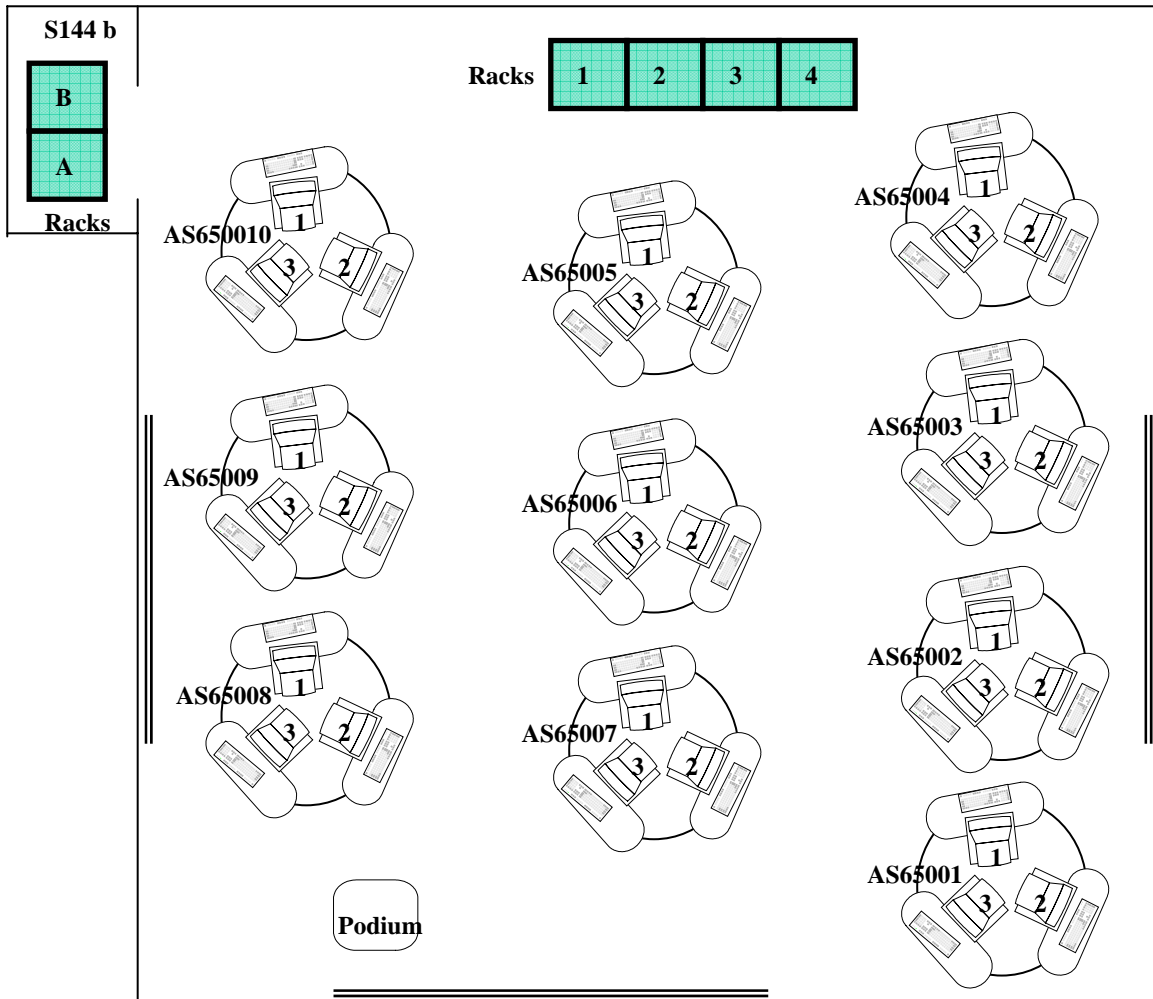 S144 b
B
A
Racks
Racks 1 2 3 4
AS650010
1
3 2
AS65005
1
3 2
AS65004
1
3 2
AS65009
1
3 2
AS65006
1
3 2
AS65003
1
3 2
AS65008
1
3 2
AS65007
1
3 2
AS65002
1
3 2
AS65001
1
3 2
Podium